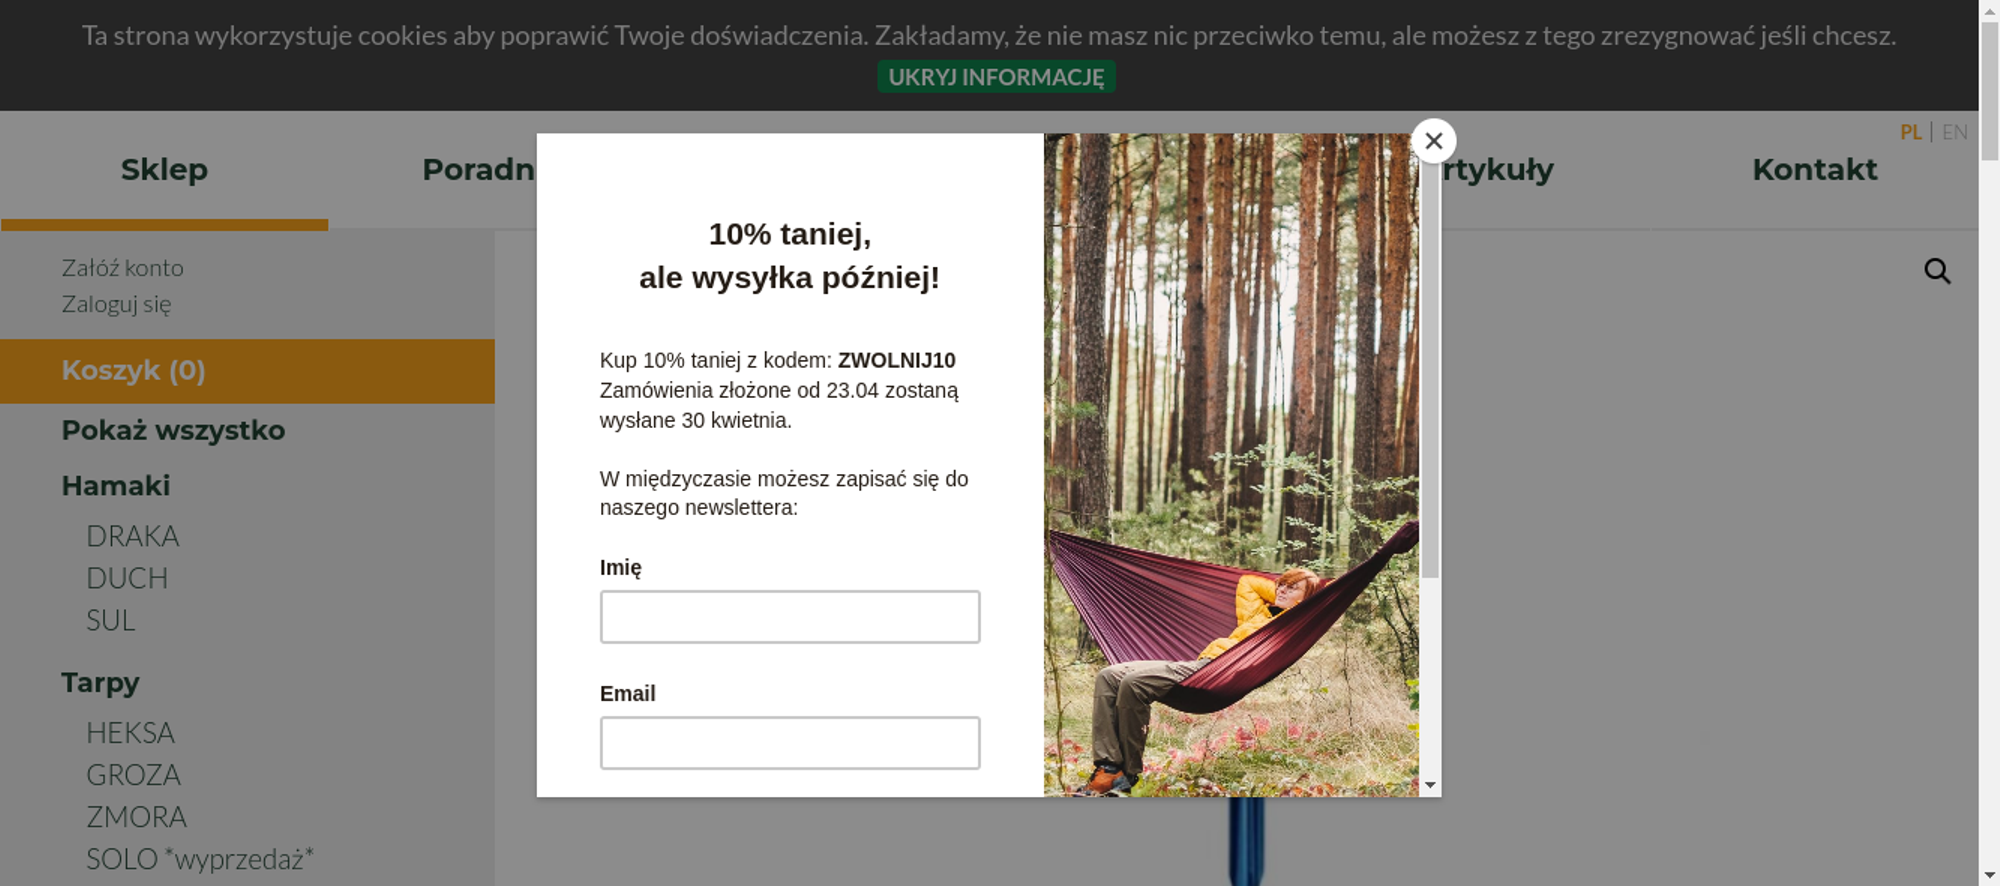 Ta strona wykorzystuje cookies aby poprawić Twoje doświadczenia. Zakładamy, że nie masz nic przeciwko temu, ale możesz z tego zrezygnować jeśli chcesz.
UKRYJ INFORMACJĘ
PL | EN
Sklep
Poradn
rtykuły
Kontakt
Załóż konto
Zaloguj się
Koszyk (0)
Pokaż wszystko
Hamaki
DRAKA
DUCH
SUL
Tarpy
HEKSA
GROZA
ZMORA
SOLO *wyprzedaż*
10% taniej,
ale wysyłka później!
Kup 10% taniej z kodem: ZWOLNIJ10
Zamówienia złożone od 23.04 zostaną
wysłane 30 kwietnia.
W międzyczasie możesz zapisać się do
naszego newslettera:
Imię
Email